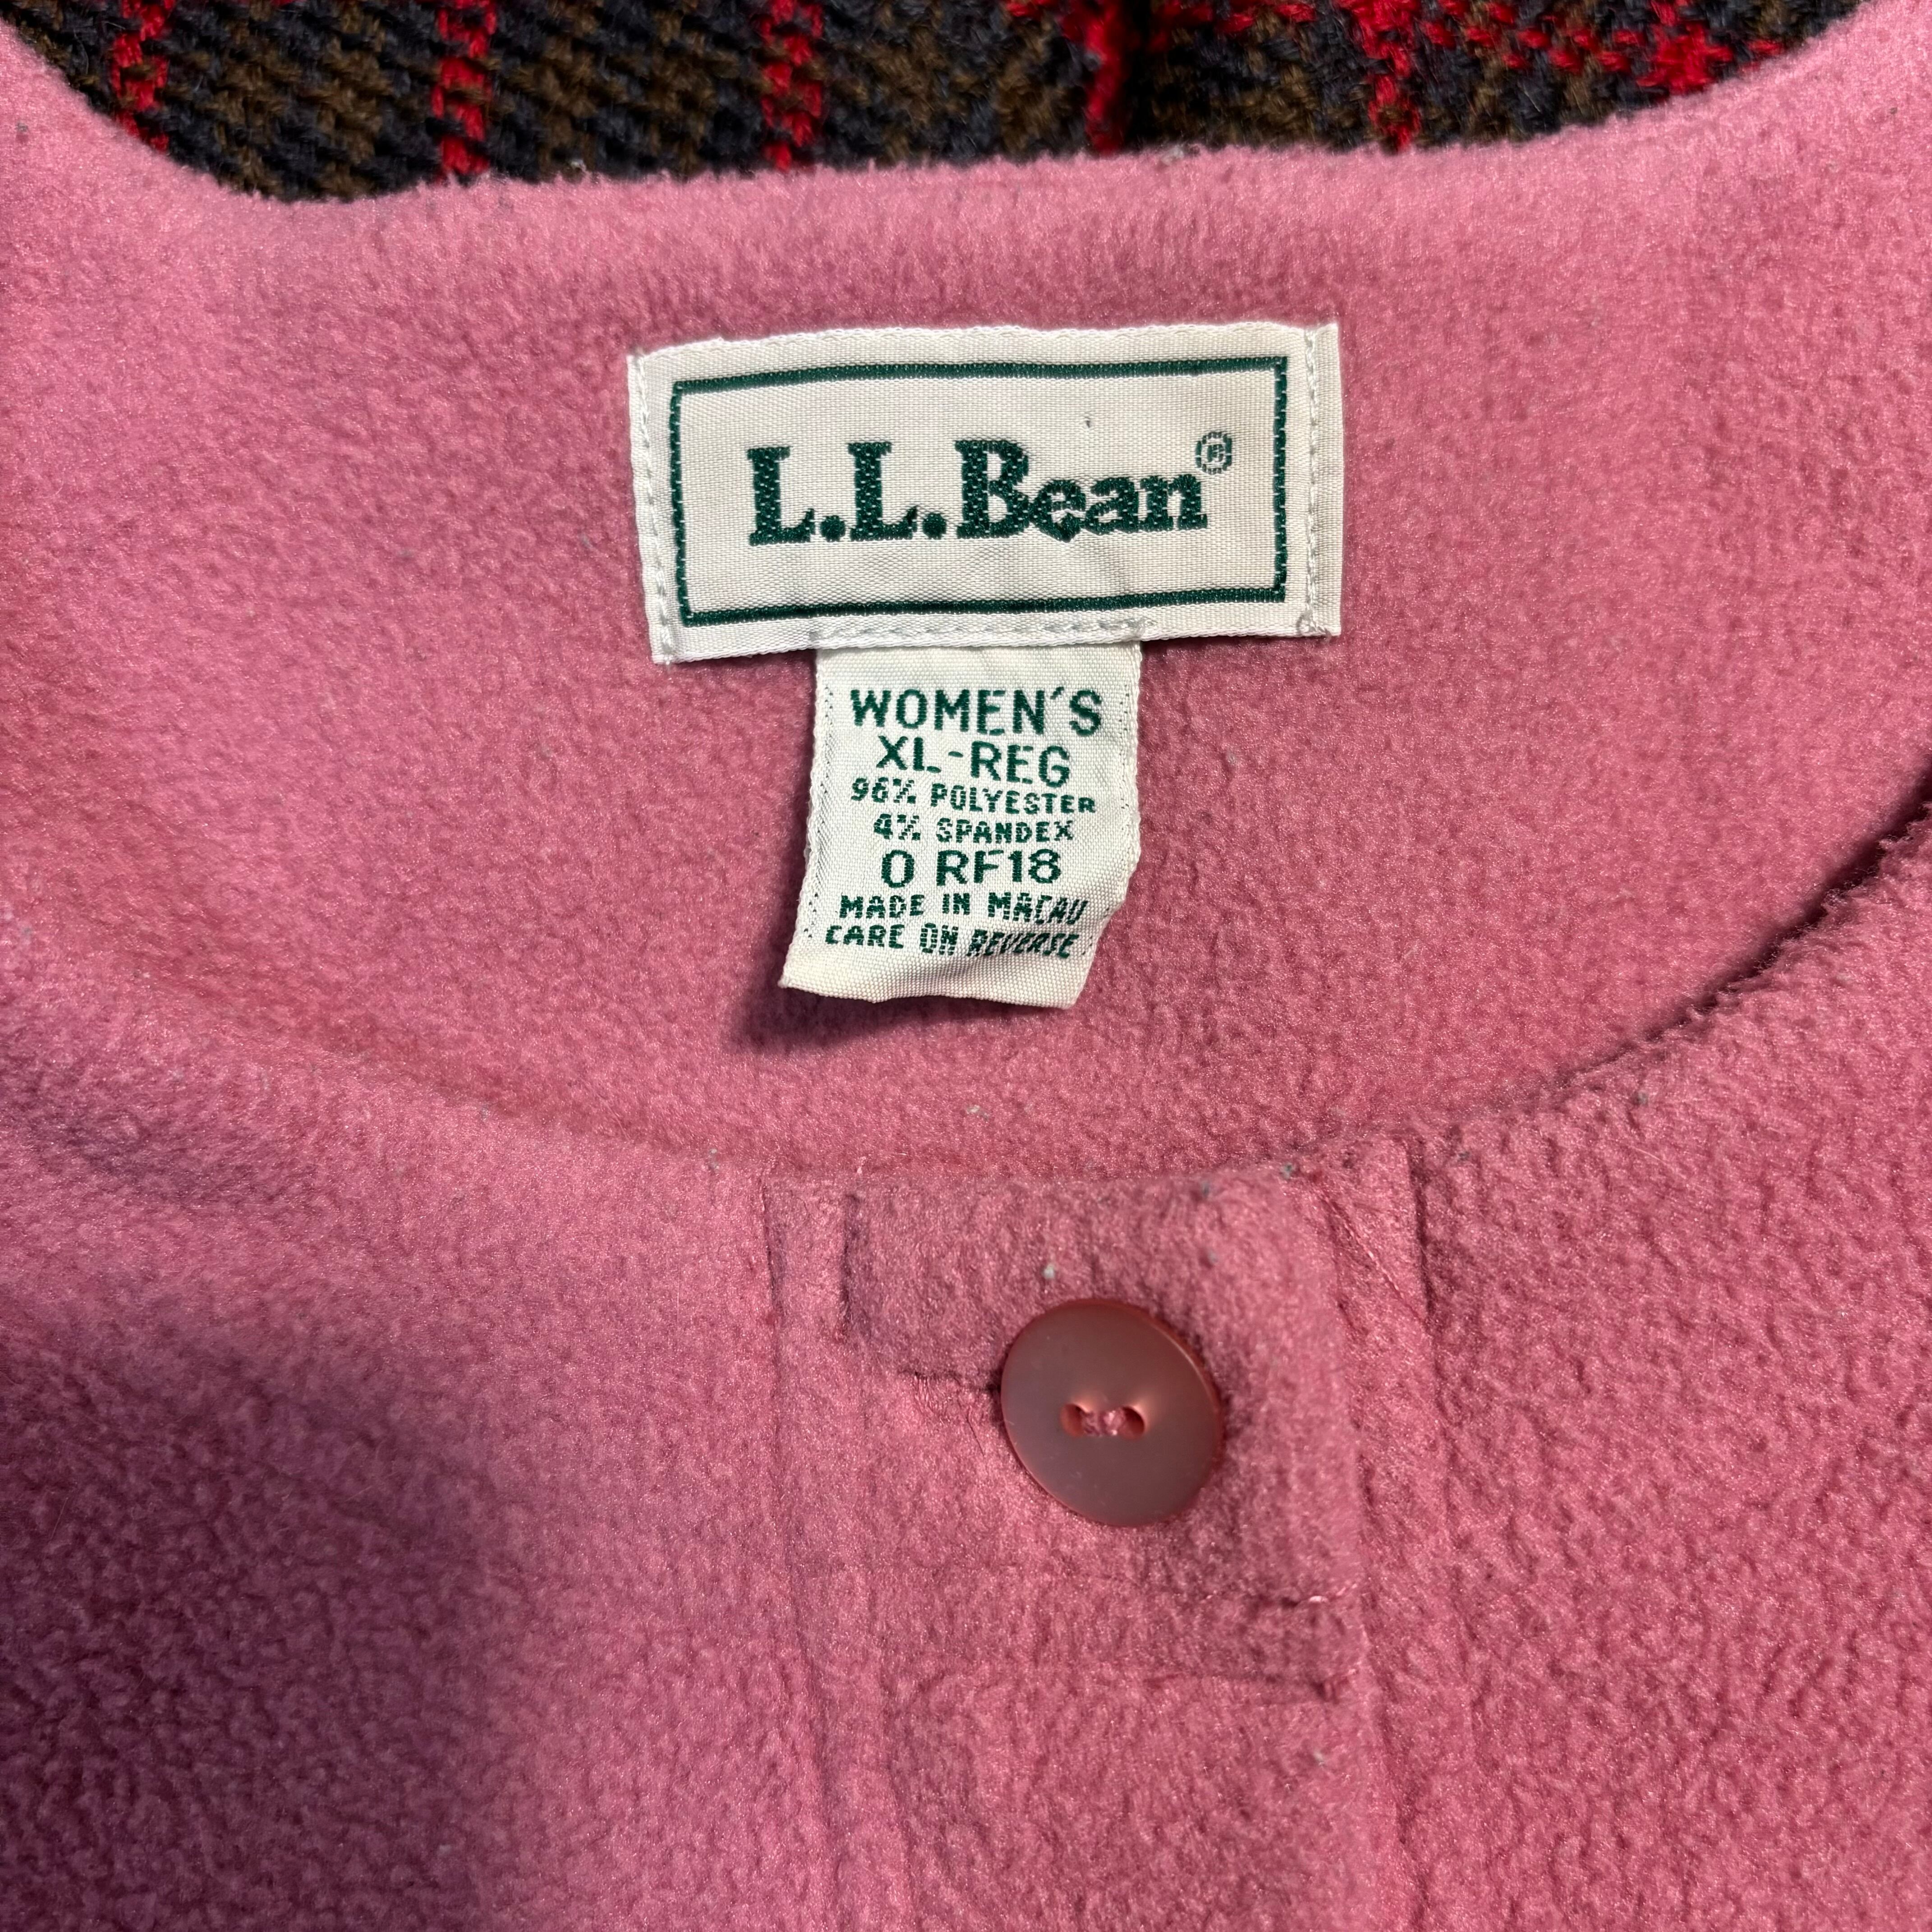 L.L.Bean®
WOMEN'S
XL-REG
96% POLYESTER
4% SPANDEX
0 RF18
MADE IN MACAU
CARE ON REVERSE